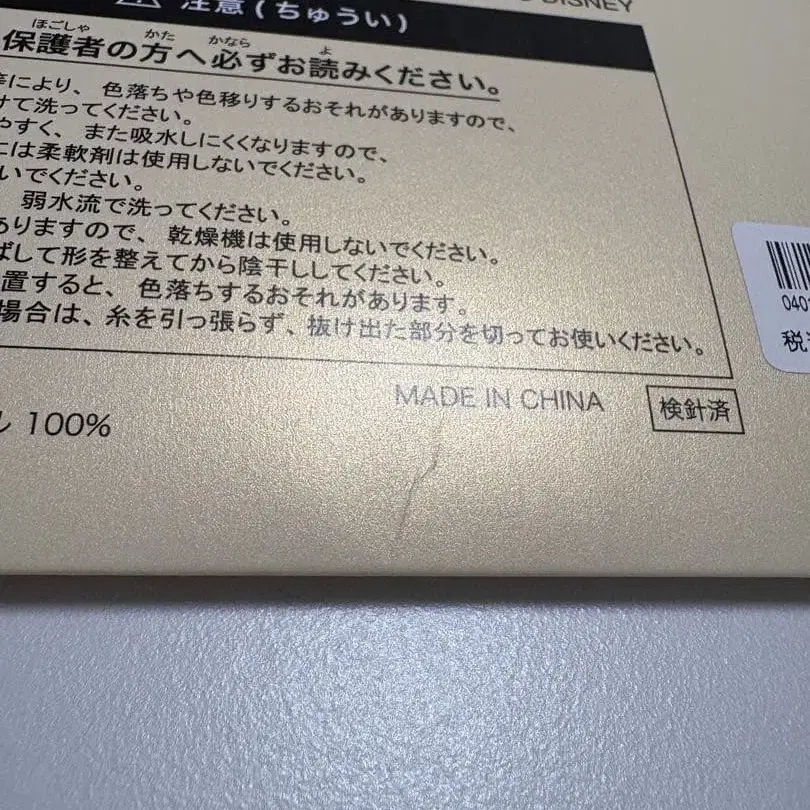 DISNEY
注意(ちゅうい)
ほごしゃ かた かなら よ
保護者の方へ必ずお読みください。
により、色落ちや色移りするおそれがありますので、
けて洗ってください。
やすく、また吸水しにくくなりますので、
には柔軟剤は使用しないでください。
いでください。
弱水流で洗ってください。
ありますので、乾燥機は使用しないでください。
ばして形を整えてから陰干ししてください。
置すると、色落ちするおそれがあります。
場合は、糸を引っ張らず、抜け出た部分を切ってお使いください。
MADE IN CHINA
検針済
ル 100%
040
税